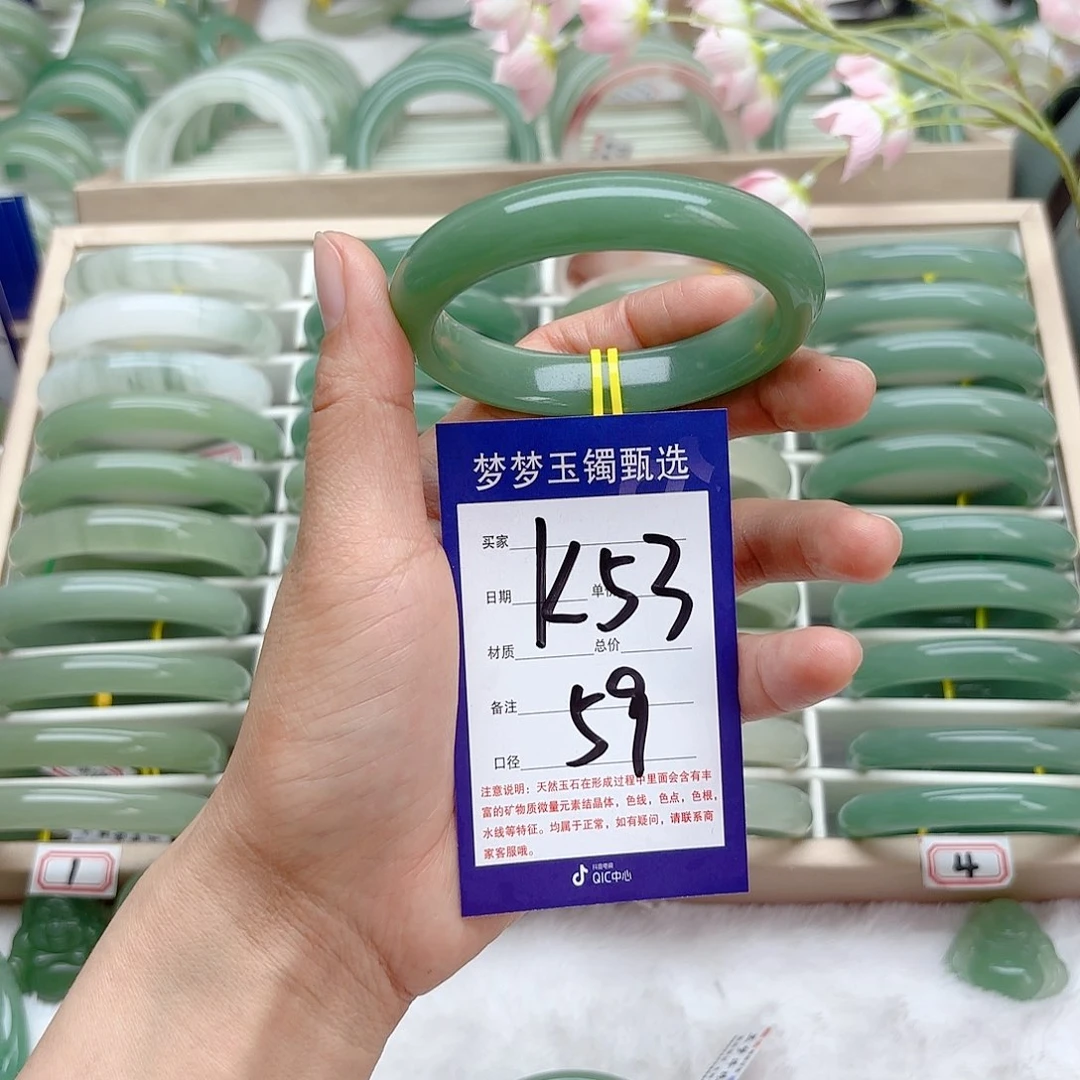 梦梦玉镯甄选
买家
K53
日期 单价
材质 总价
备注
59
口径
注意说明：天然玉石在形成过程中里面会含有丰
富的矿物质微量元素结晶体，色线，色点，色根，
水线等特征。均属于正常，如有疑问，请联系商
家客服哦。
抖音电商
QIC中心
1
4